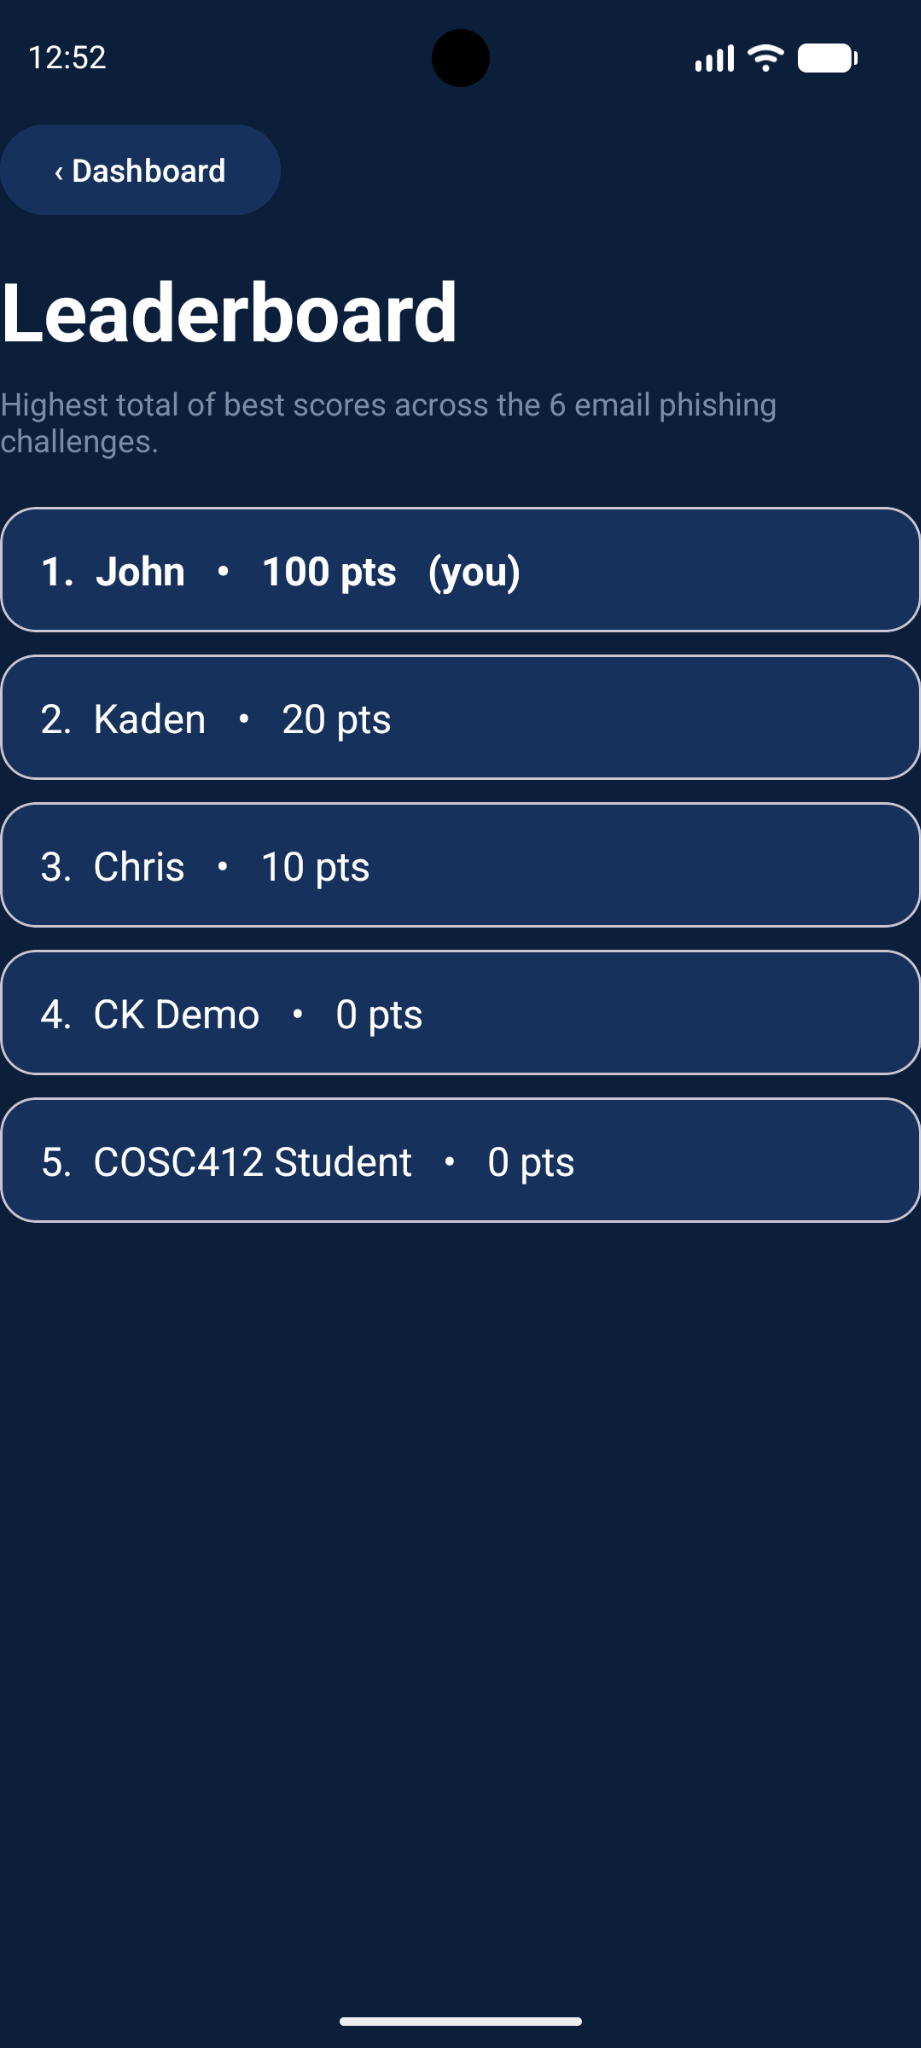 12:52
‹ Dashboard
Leaderboard
Highest total of best scores across the 6 email phishing
challenges.
1. John • 100 pts (you)
2. Kaden • 20 pts
3. Chris • 10 pts
4. CK Demo • 0 pts
5. COSC412 Student • 0 pts